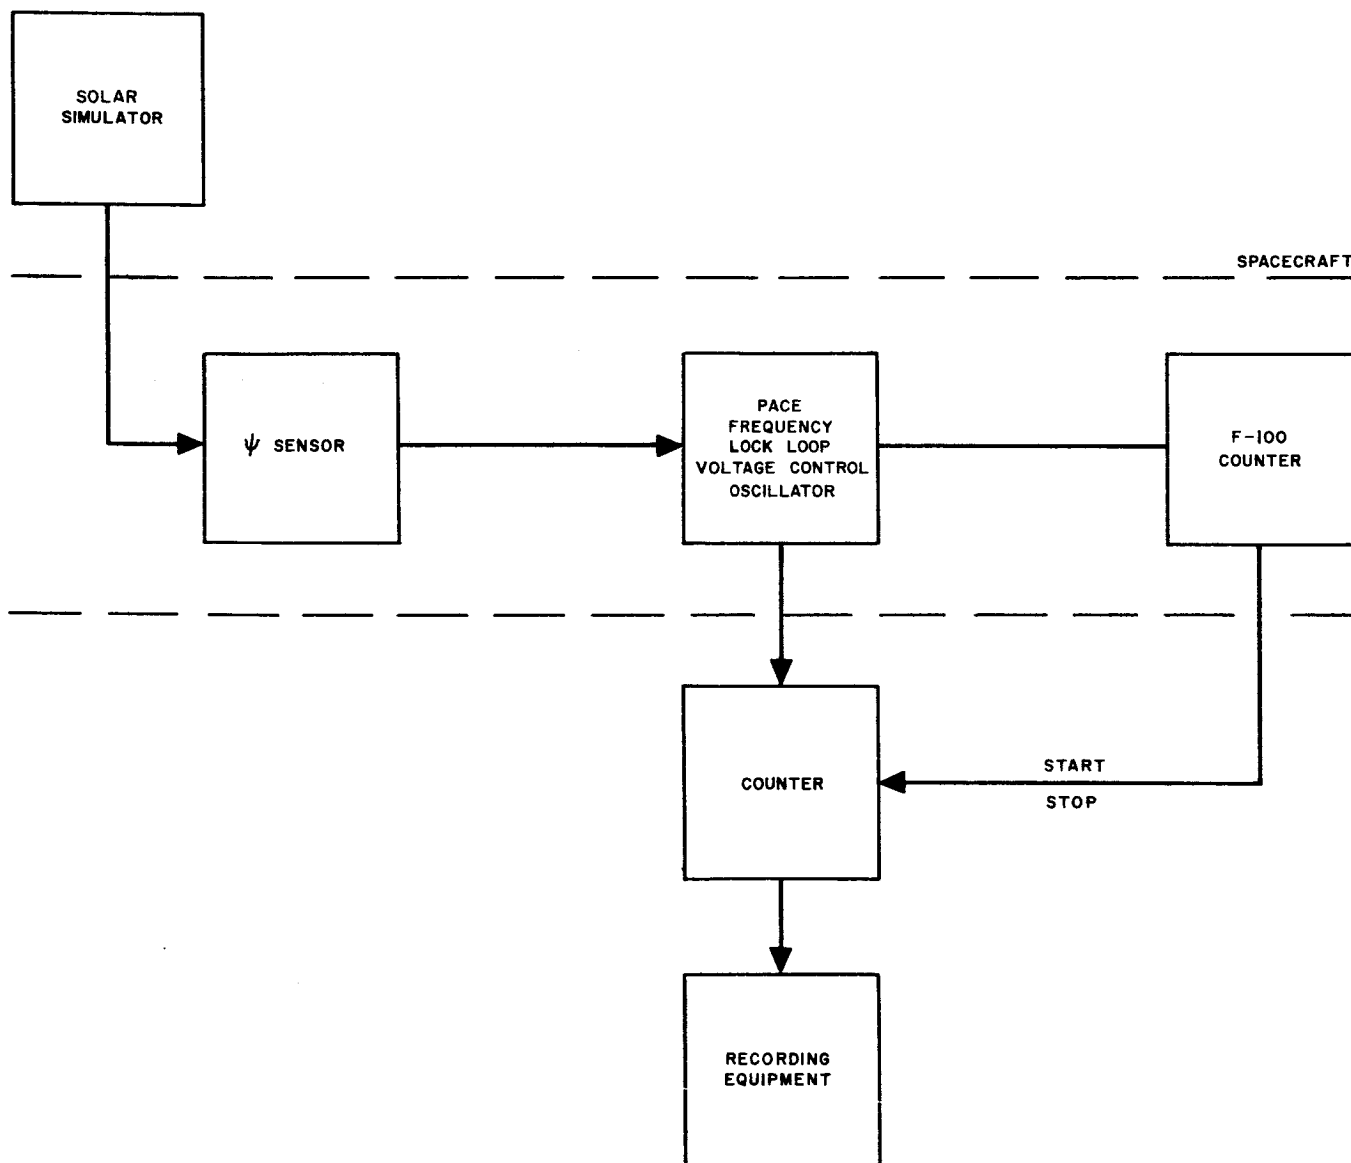 SOLAR
SIMULATOR
SPACECRAFT
ψ SENSOR
PACE
FREQUENCY
LOCK LOOP
VOLTAGE CONTROL
OSCILLATOR
F-100
COUNTER
COUNTER
START
STOP
RECORDING
EQUIPMENT